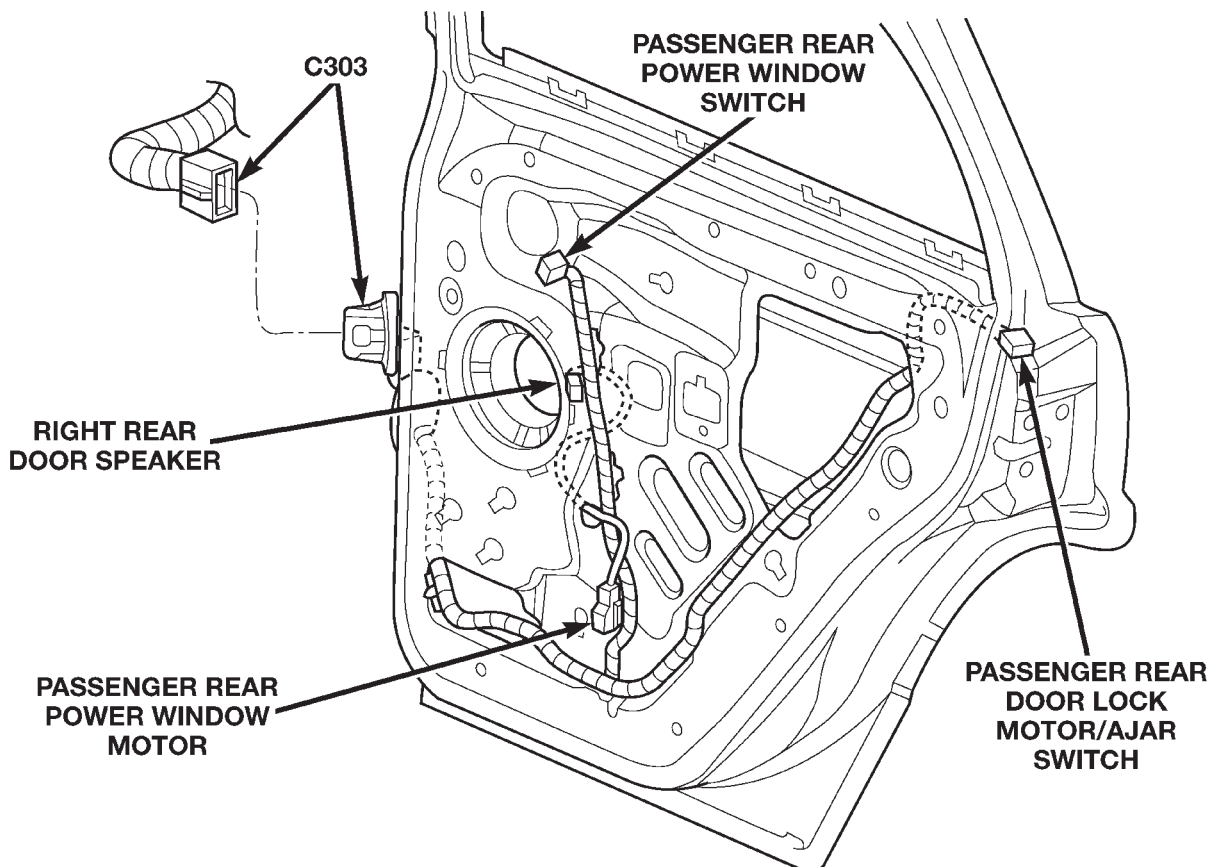 C303
PASSENGER REAR
POWER WINDOW
SWITCH
RIGHT REAR
DOOR SPEAKER
PASSENGER REAR
POWER WINDOW
MOTOR
PASSENGER REAR
DOOR LOCK
MOTOR/AJAR
SWITCH